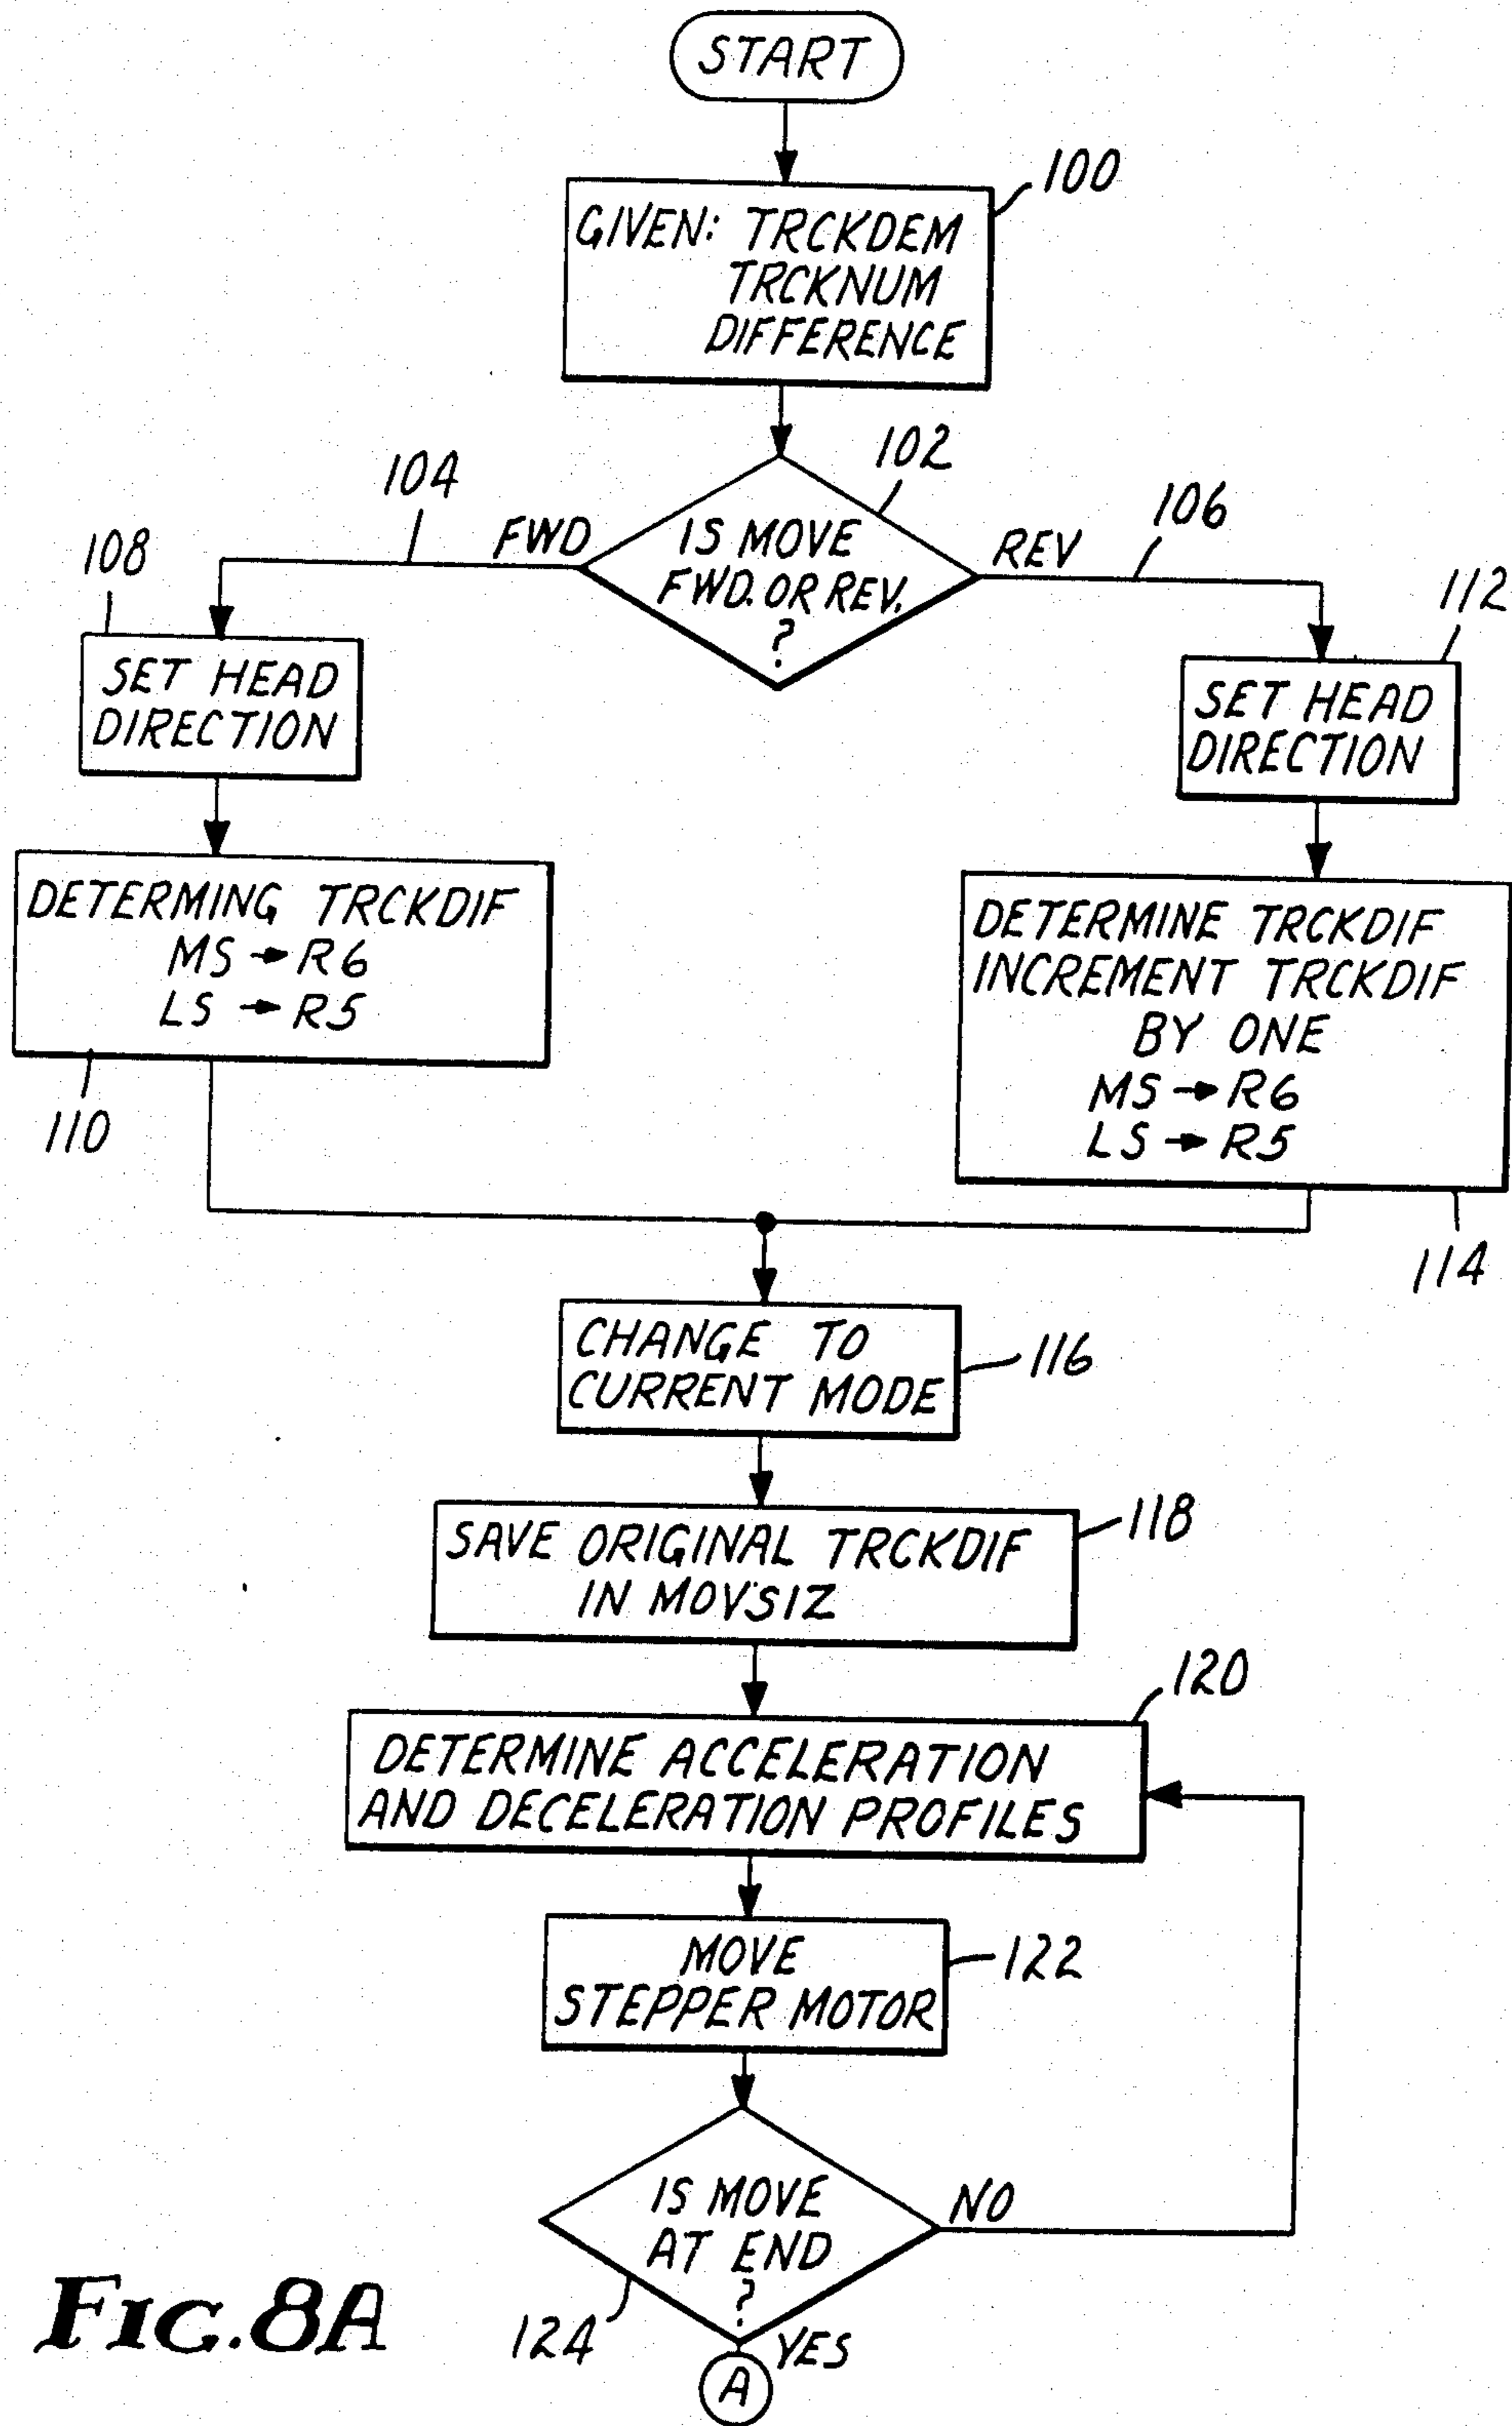 START
100
GIVEN: TRCKDEM
TRCKNUM
DIFFERENCE
102
104
FWD
IS MOVE
FWD. OR REV.
?
REV
106
108
SET HEAD
DIRECTION
112
SET HEAD
DIRECTION
DETERMING TRCKDIF
MS → R6
LS → R5
110
DETERMINE TRCKDIF
INCREMENT TRCKDIF
BY ONE
MS → R6
LS → R5
114
CHANGE TO
CURRENT MODE
116
SAVE ORIGINAL TRCKDIF
IN MOVSIZ
118
120
DETERMINE ACCELERATION
AND DECELERATION PROFILES
MOVE
STEPPER MOTOR
122
IS MOVE
AT END
?
NO
124
YES
A
FIG. 8A